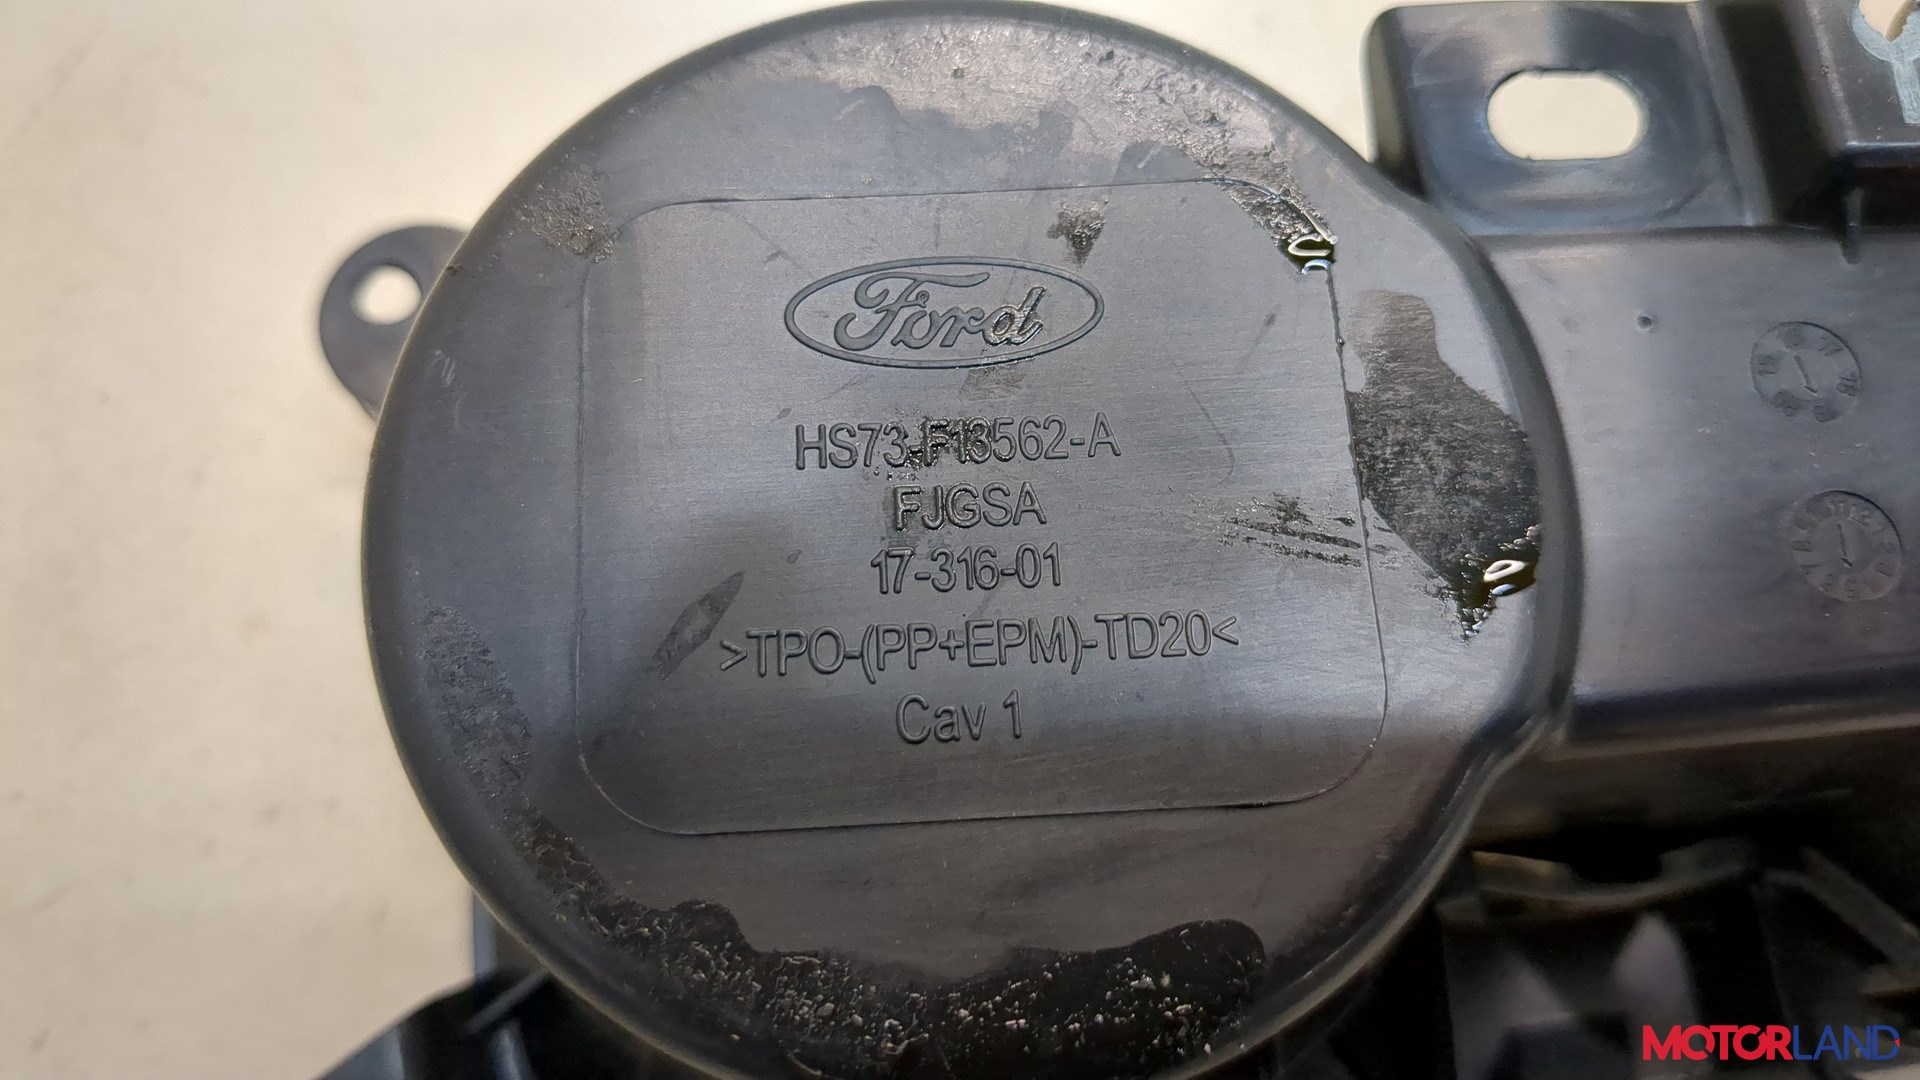 Ford
HS73-F13562-A
FJGSA
17-316-01
>TPO-(PP+EPM)-TD20<
Cav 1
MOTORLAND